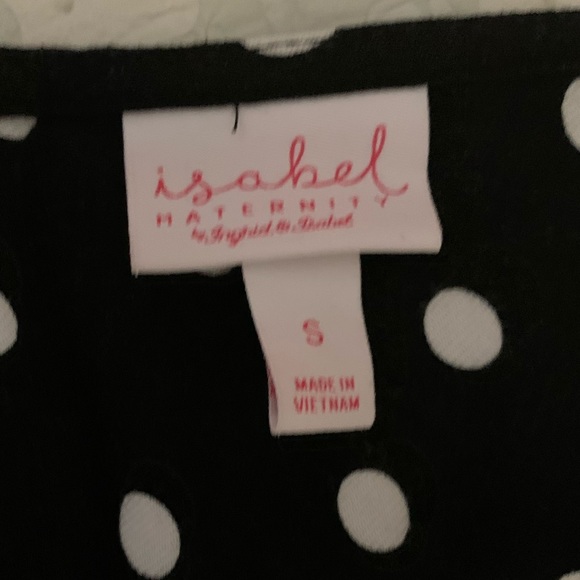 isabel
MATERNITY
by Ingrid & Isabel
S
MADE IN
VIETNAM